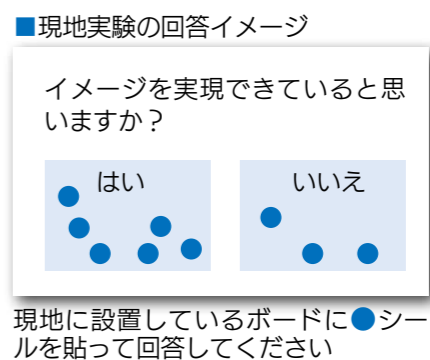 ■現地実験の回答イメージ
イメージを実現できていると思
いますか？
はい
いいえ
現地に設置しているボードに●シー
ルを貼って回答してください